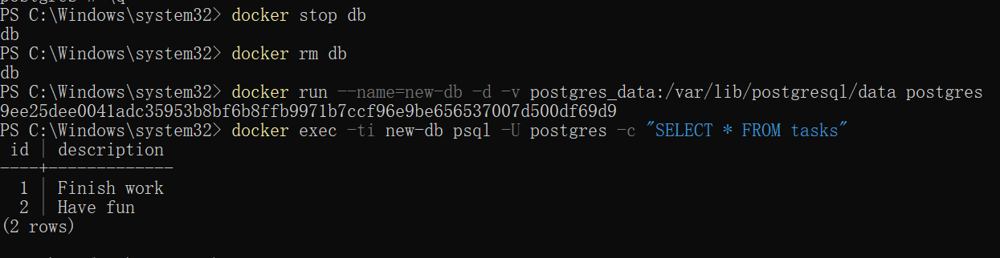 PS C:\Windows\system32> docker stop db
db
PS C:\Windows\system32> docker rm db
db
PS C:\Windows\system32> docker run --name=new-db -d -v postgres_data:/var/lib/postgresql/data postgres
9ee25dee0041adc35953b8bf6b8ffb9971b7ccf96e9be656537007d500df69d9
PS C:\Windows\system32> docker exec -ti new-db psql -U postgres -c "SELECT * FROM tasks"
 id | description
----+-------------
  1 | Finish work
  2 | Have fun
(2 rows)